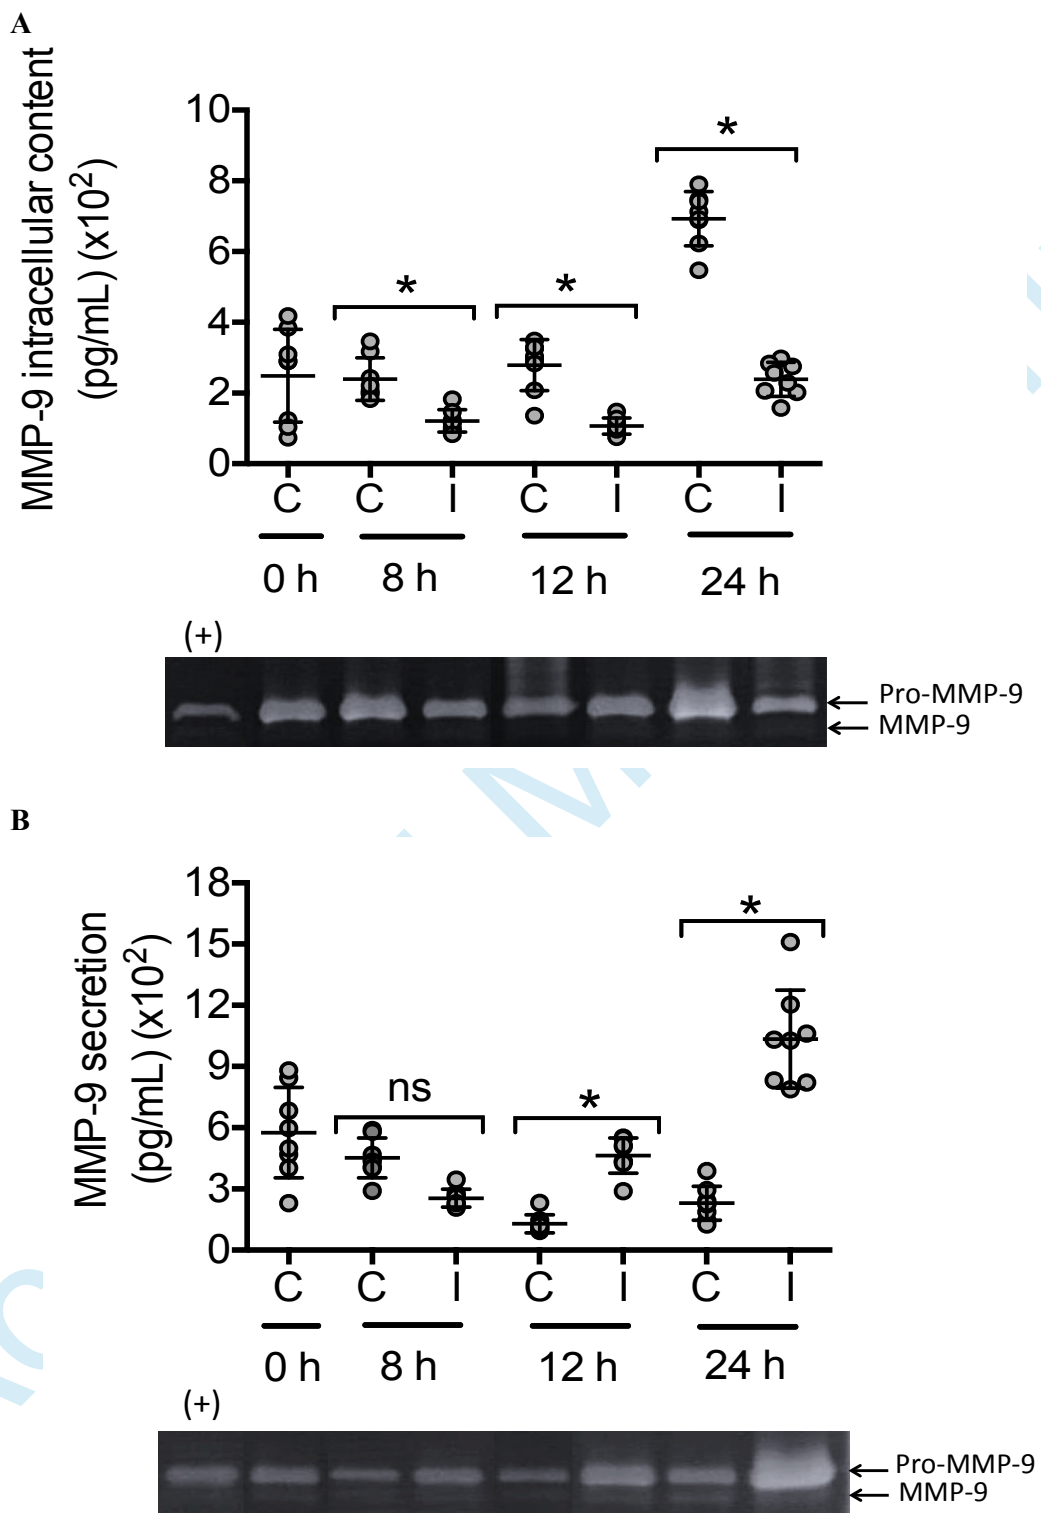 A
MMP-9 intracellular content
(pg/mL) (x10²)
10
8
6
4
2
0
*
*
*
C C I C I C I
0 h 8 h 12 h 24 h
(+)
Pro-MMP-9
MMP-9
B
MMP-9 secretion
(pg/mL) (x10²)
18
15
12
9
6
3
0
ns
*
*
C C I C I C I
0 h 8 h 12 h 24 h
(+)
Pro-MMP-9
MMP-9